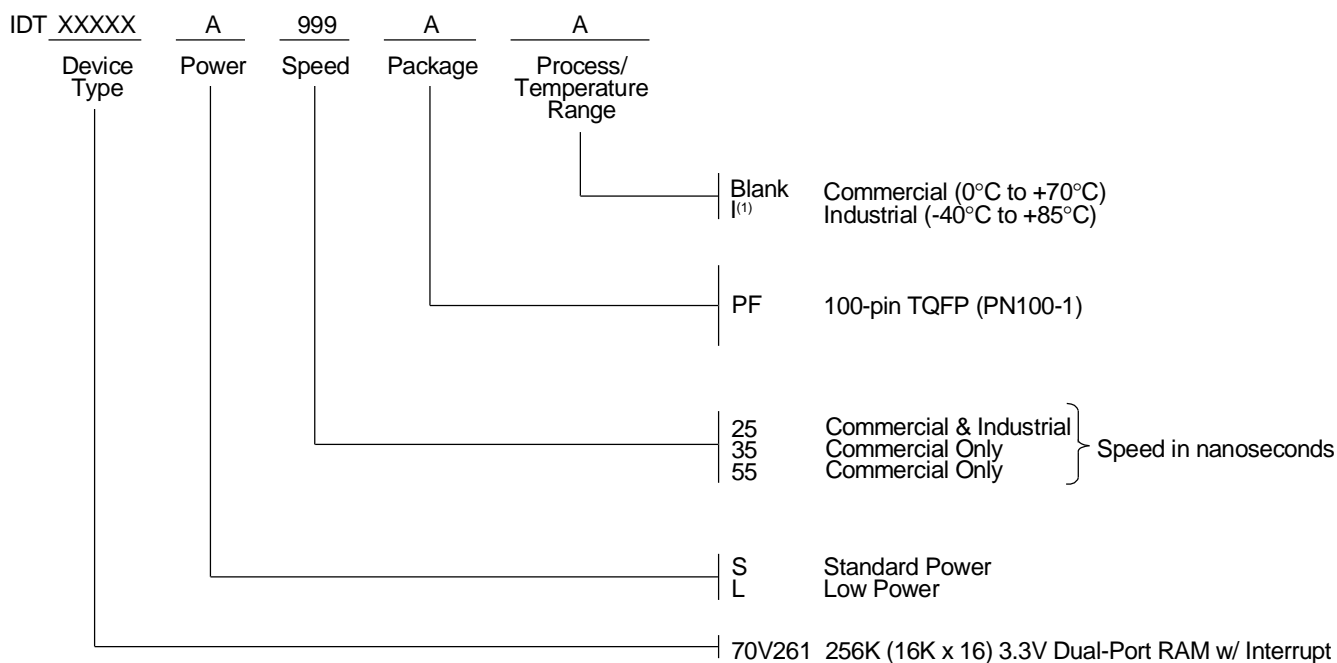 IDT XXXXX A 999 A A
Device Type Power Speed Package Process/ Temperature Range
Blank Commercial (0°C to +70°C)
I(1) Industrial (-40°C to +85°C)
PF 100-pin TQFP (PN100-1)
25 Commercial & Industrial
35 Commercial Only Speed in nanoseconds
55 Commercial Only
S Standard Power
L Low Power
70V261 256K (16K x 16) 3.3V Dual-Port RAM w/ Interrupt